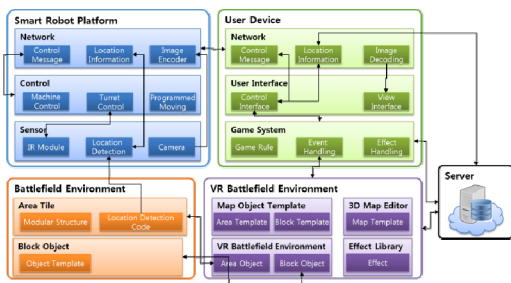 Smart Robot Platform
Network
Control
Message
Location
Information
Image
Encoder
Control
Machine
Control
Turret
Control
Programmed
Moving
Sensor
IR Module
Location
Detection
Camera
User Device
Network
Control
Message
Location
Information
Image
Decoding
User Interface
Control
Interface
View
Interface
Game System
Game Rule
Event
Handling
Effect
Handling
Server
Battlefield Environment
Area Tile
Modular Structure
Location Detection
Code
Block Object
Object Template
VR Battlefield Environment
Map Object Template
Area Template
Block Template
3D Map Editor
Map Template
VR Battlefield Environment
Area Object
Block Object
Effect Library
Effect